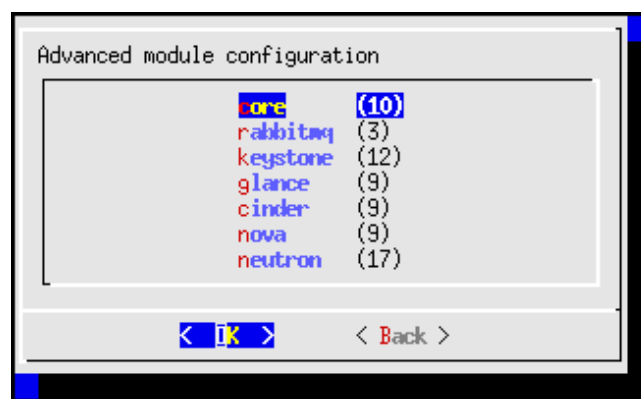 Advanced module configuration
core (10)
rabbitmq (3)
keystone (12)
glance (9)
cinder (9)
nova (9)
neutron (17)
< OK > < Back >